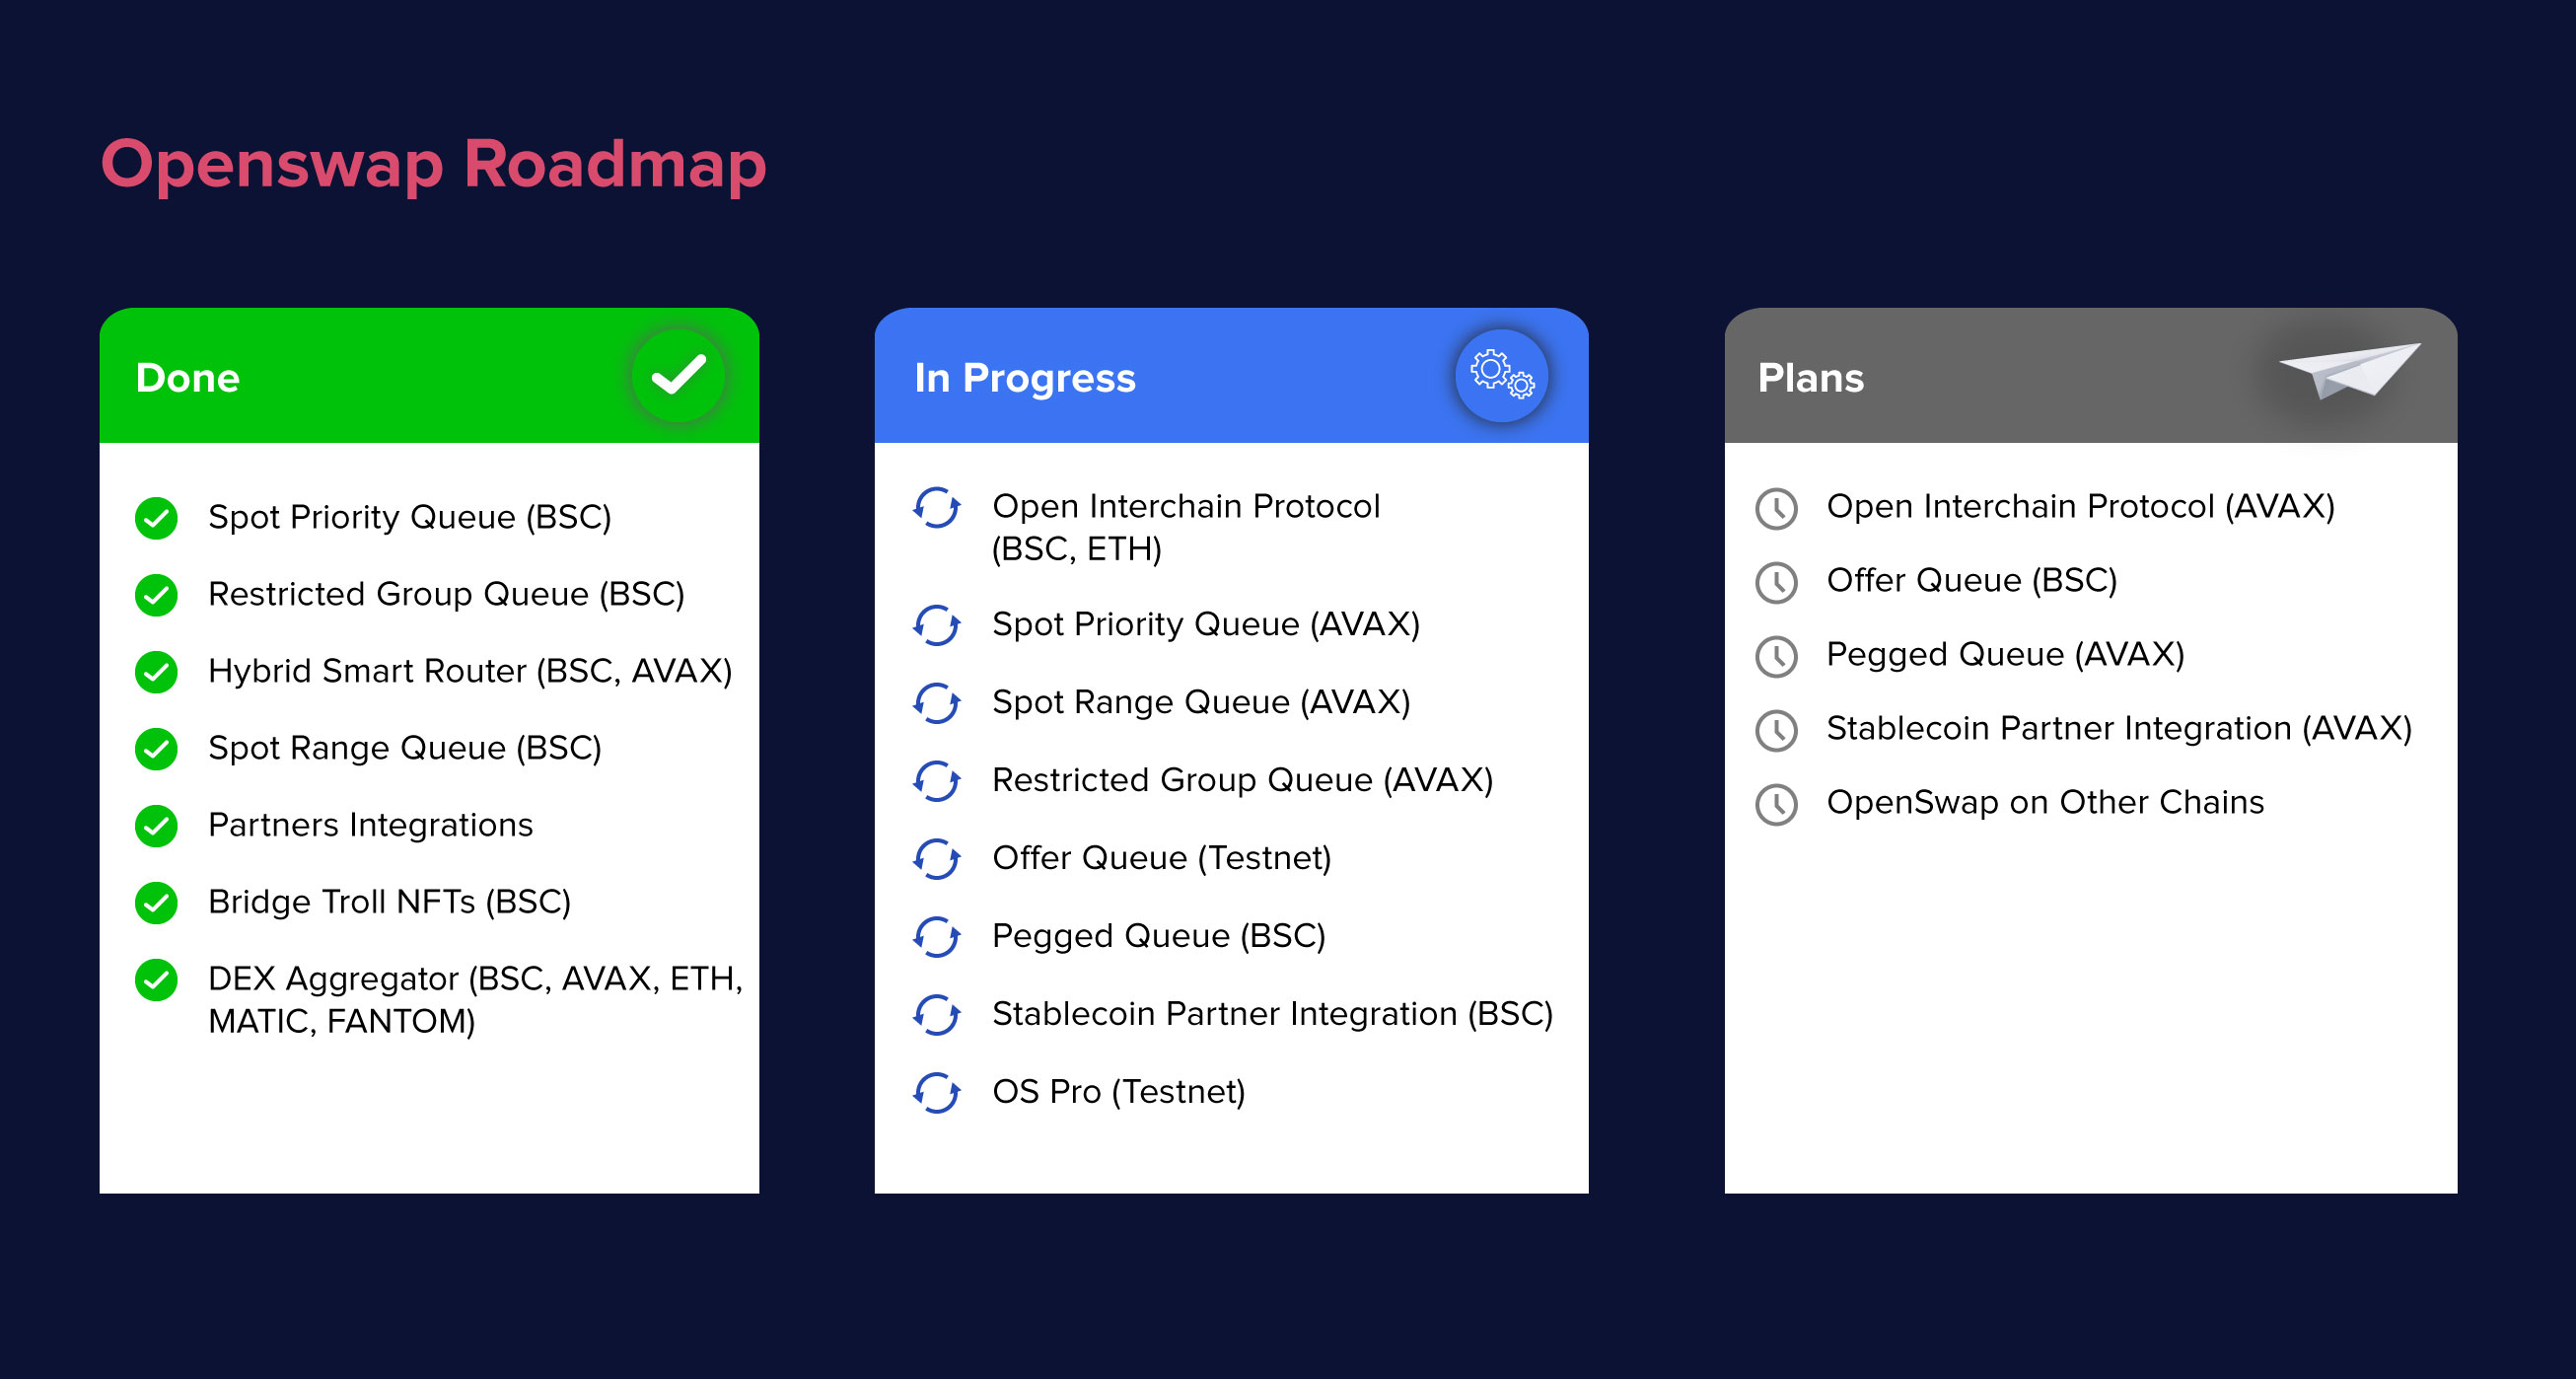 Openswap Roadmap
Done
Spot Priority Queue (BSC)
Restricted Group Queue (BSC)
Hybrid Smart Router (BSC, AVAX)
Spot Range Queue (BSC)
Partners Integrations
Bridge Troll NFTs (BSC)
DEX Aggregator (BSC, AVAX, ETH,
MATIC, FANTOM)
In Progress
Open Interchain Protocol
(BSC, ETH)
Spot Priority Queue (AVAX)
Spot Range Queue (AVAX)
Restricted Group Queue (AVAX)
Offer Queue (Testnet)
Pegged Queue (BSC)
Stablecoin Partner Integration (BSC)
OS Pro (Testnet)
Plans
Open Interchain Protocol (AVAX)
Offer Queue (BSC)
Pegged Queue (AVAX)
Stablecoin Partner Integration (AVAX)
OpenSwap on Other Chains